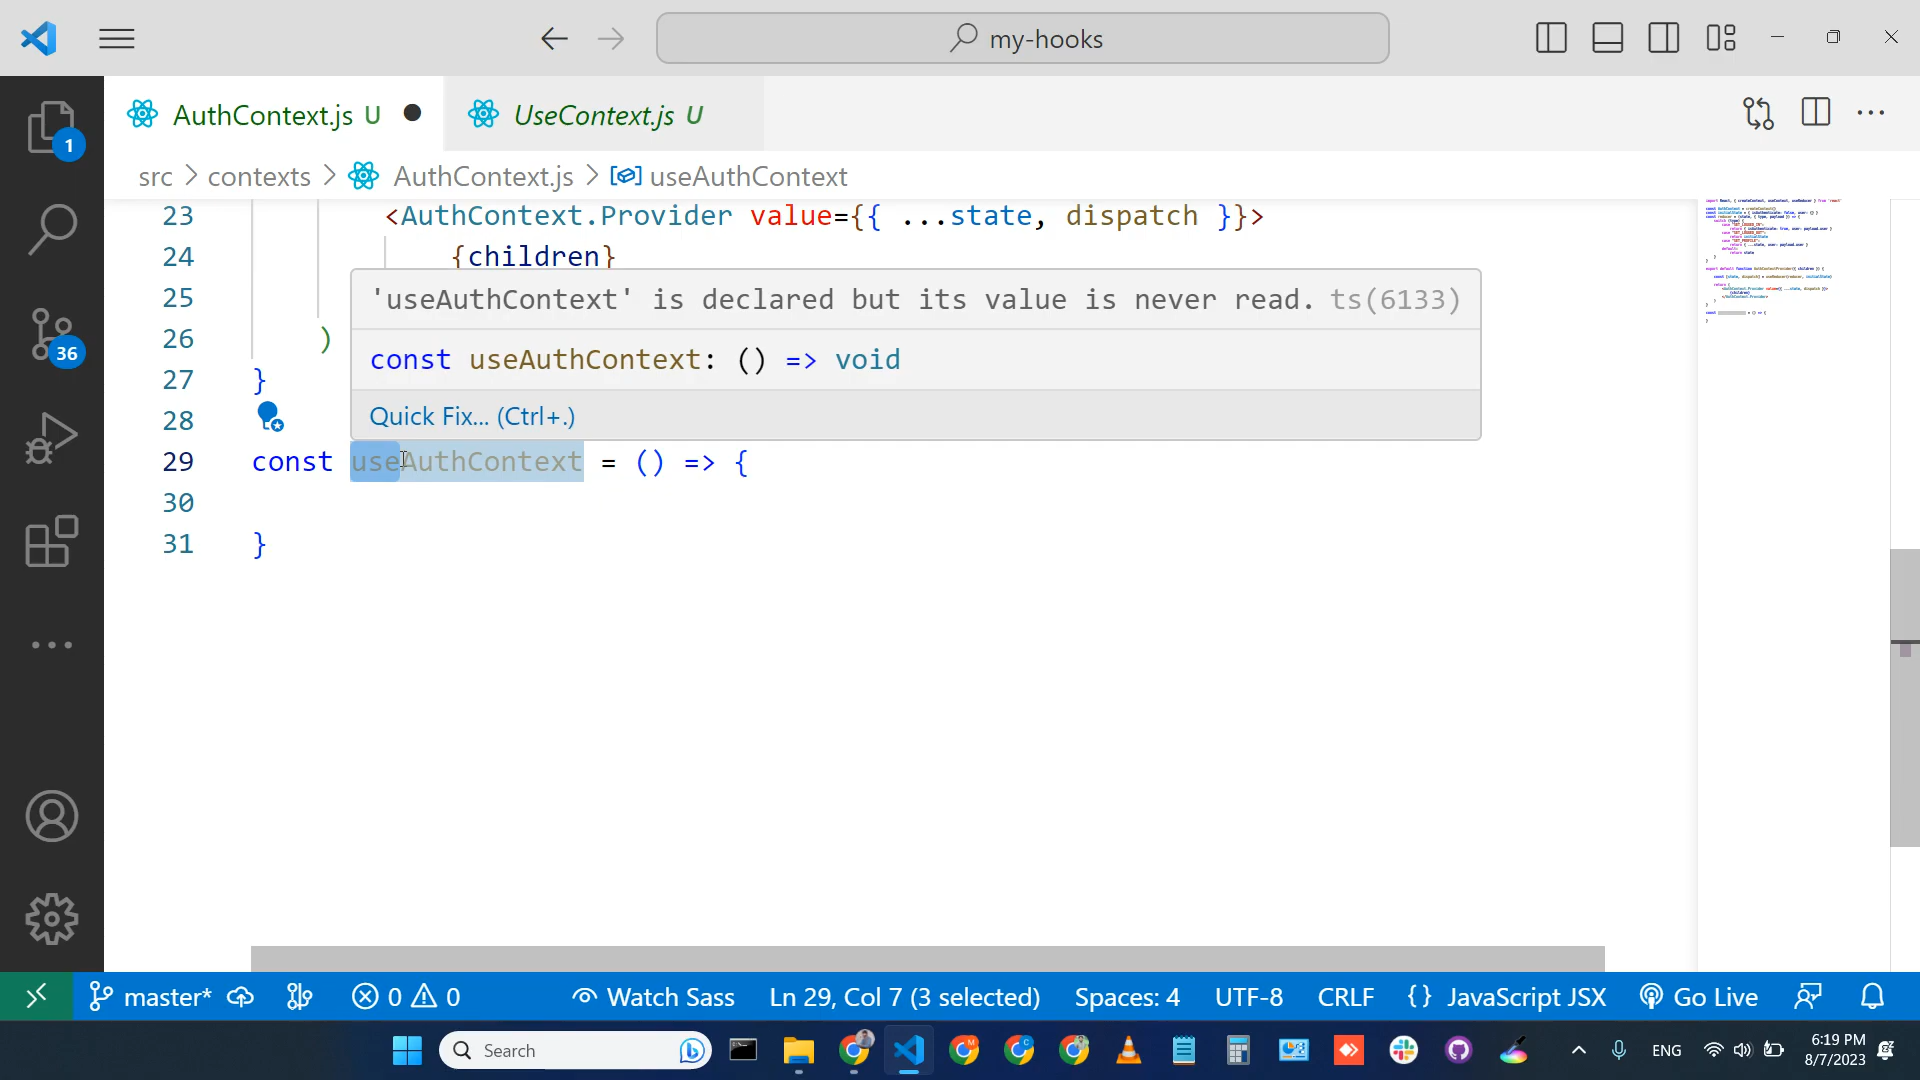 my-hooks
AuthContext.js U
UseContext.js U
src > contexts > AuthContext.js > useAuthContext
23 <AuthContext.Provider value={{ ...state, dispatch }}>
24 {children}
25
'useAuthContext' is declared but its value is never read. ts(6133)
26 )
const useAuthContext: () => void
27 }
28
Quick Fix... (Ctrl+.)
29 const useAuthContext = () => {
30
31 }
1
36
master*
0 0
Watch Sass
Ln 29, Col 7 (3 selected)
Spaces: 4
UTF-8
CRLF
{} JavaScript JSX
Go Live
Search
ENG
6:19 PM
8/7/2023